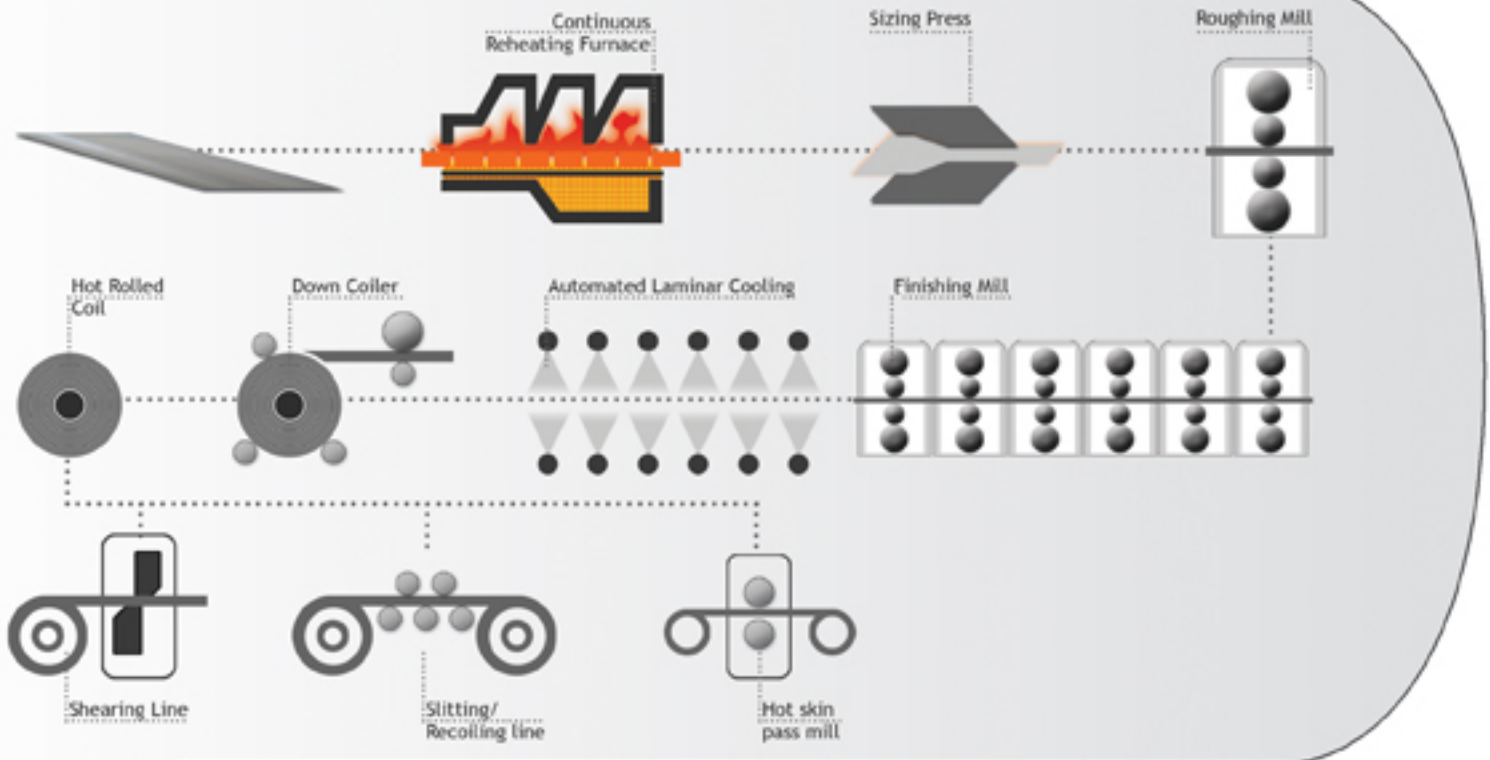 Continuous
Reheating Furnace
Sizing Press
Roughing Mill
Hot Rolled
Coil
Down Coiler
Automated Laminar Cooling
Finishing Mill
Shearing Line
Slitting/
Recoiling line
Hot skin
pass mill